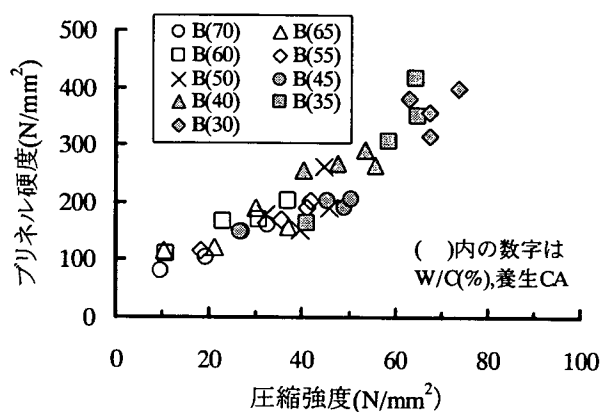 500
400
300
200
100
0
ブリネル硬度(N/mm²)
B(70) B(65)
B(60) B(55)
B(50) B(45)
B(40) B(35)
B(30)
( )内の数字は
W/C(%),養生CA
0 20 40 60 80 100
圧縮強度(N/mm²)